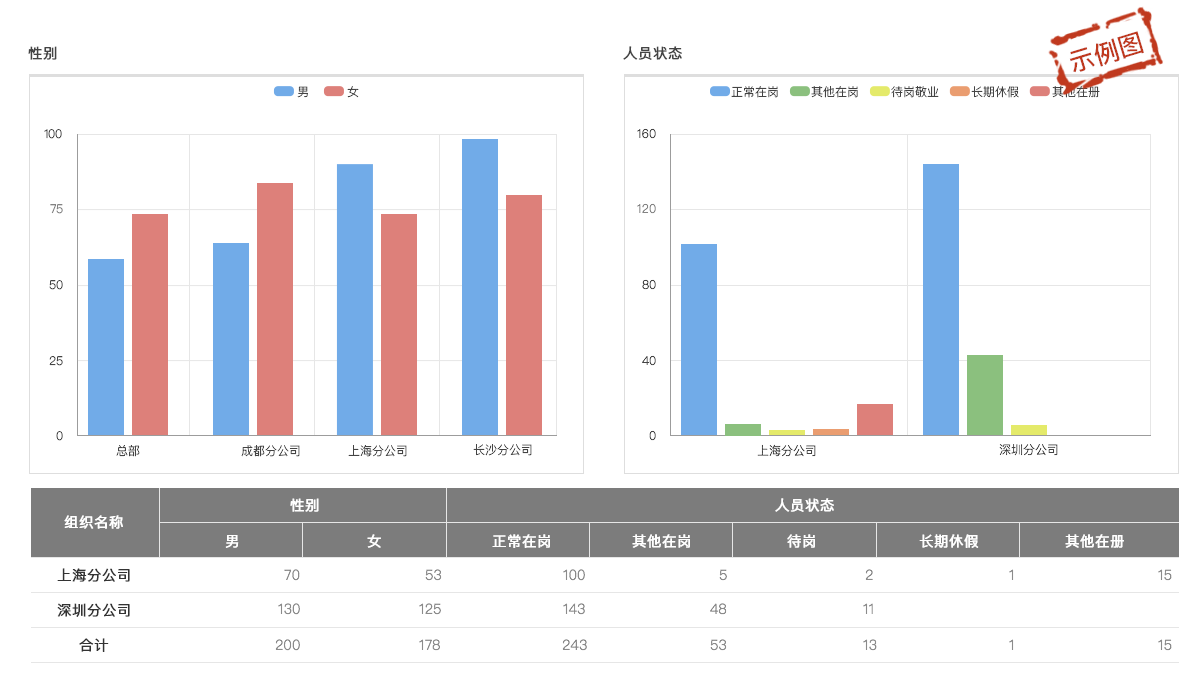 性别
人员状态
示例图
男 女
正常在岗 其他在岗 待岗敬业 长期休假 其他在册
100
75
50
25
0
总部 成都分公司 上海分公司 长沙分公司
160
120
80
40
0
上海分公司 深圳分公司
组织名称 性别 人员状态
男 女 正常在岗 其他在岗 待岗 长期休假 其他在册
上海分公司 70 53 100 5 2 1 15
深圳分公司 130 125 143 48 11
合计 200 178 243 53 13 1 15